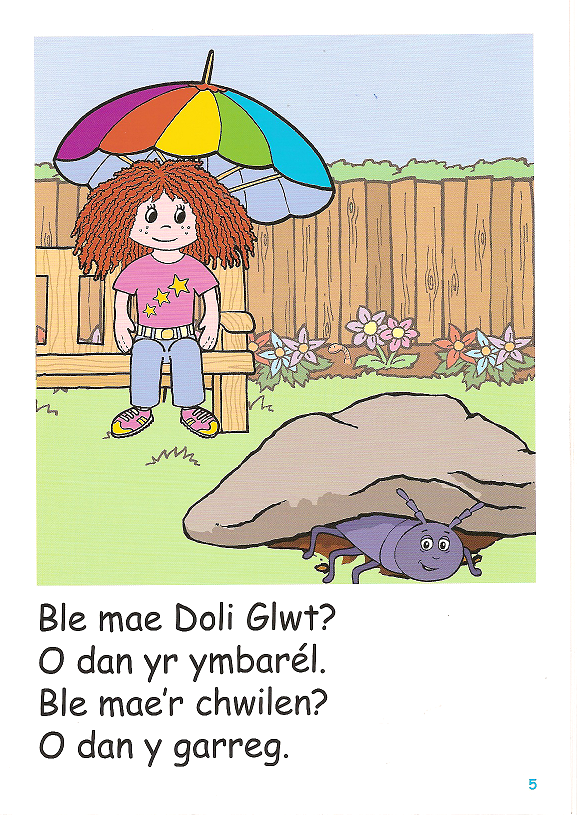 Ble mae Doli Glwt?
O dan yr ymbarél.
Ble mae'r chwilen?
O dan y garreg.
5